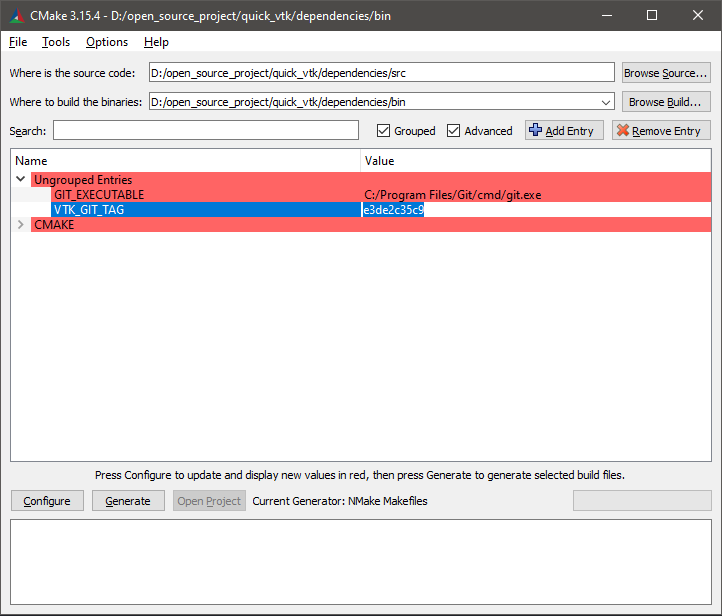 CMake 3.15.4 - D:/open_source_project/quick_vtk/dependencies/bin
File Tools Options Help
Where is the source code: D:/open_source_project/quick_vtk/dependencies/src Browse Source...
Where to build the binaries: D:/open_source_project/quick_vtk/dependencies/bin Browse Build...
Search: Grouped Advanced Add Entry Remove Entry
Name Value
Ungrouped Entries
GIT_EXECUTABLE C:/Program Files/Git/cmd/git.exe
VTK_GIT_TAG e3de2c35c9
CMAKE
Press Configure to update and display new values in red, then press Generate to generate selected build files.
Configure Generate Open Project Current Generator: NMake Makefiles